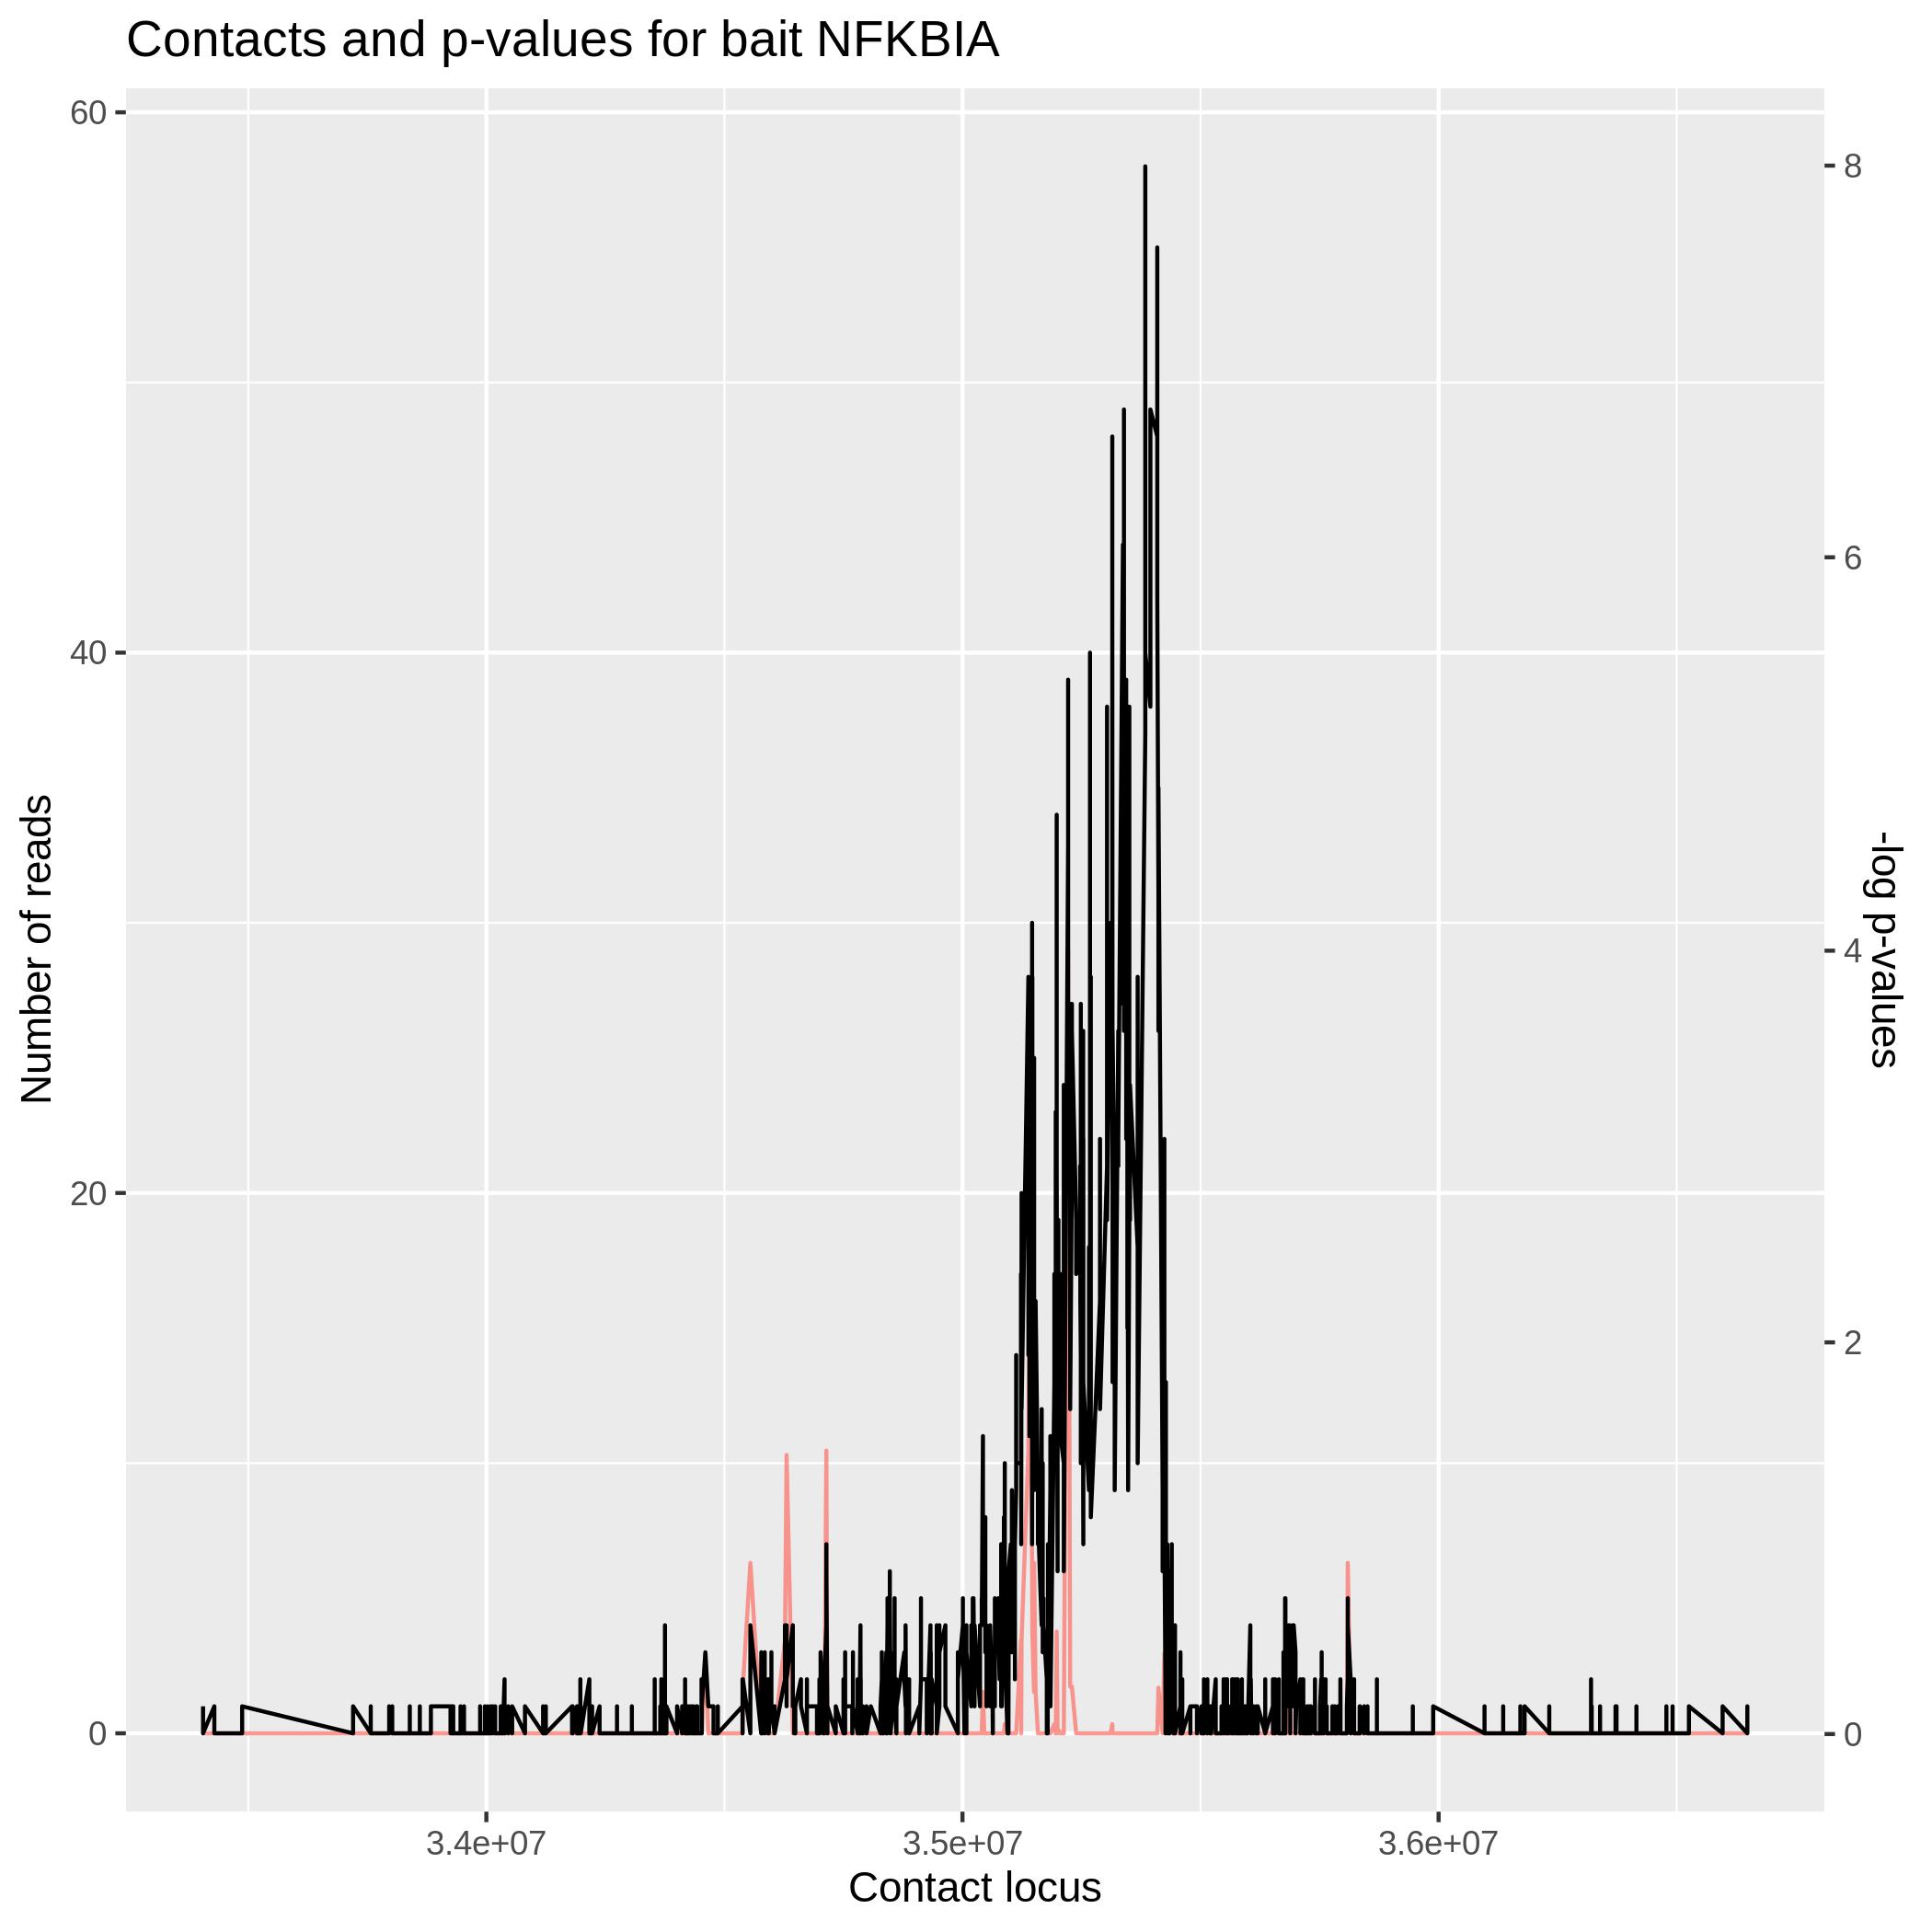 Contacts and p-values for bait NFKBIA
60
40
20
0
Number of reads
8
6
4
2
0
-log p-values
3.4e+07
3.5e+07
3.6e+07
Contact locus